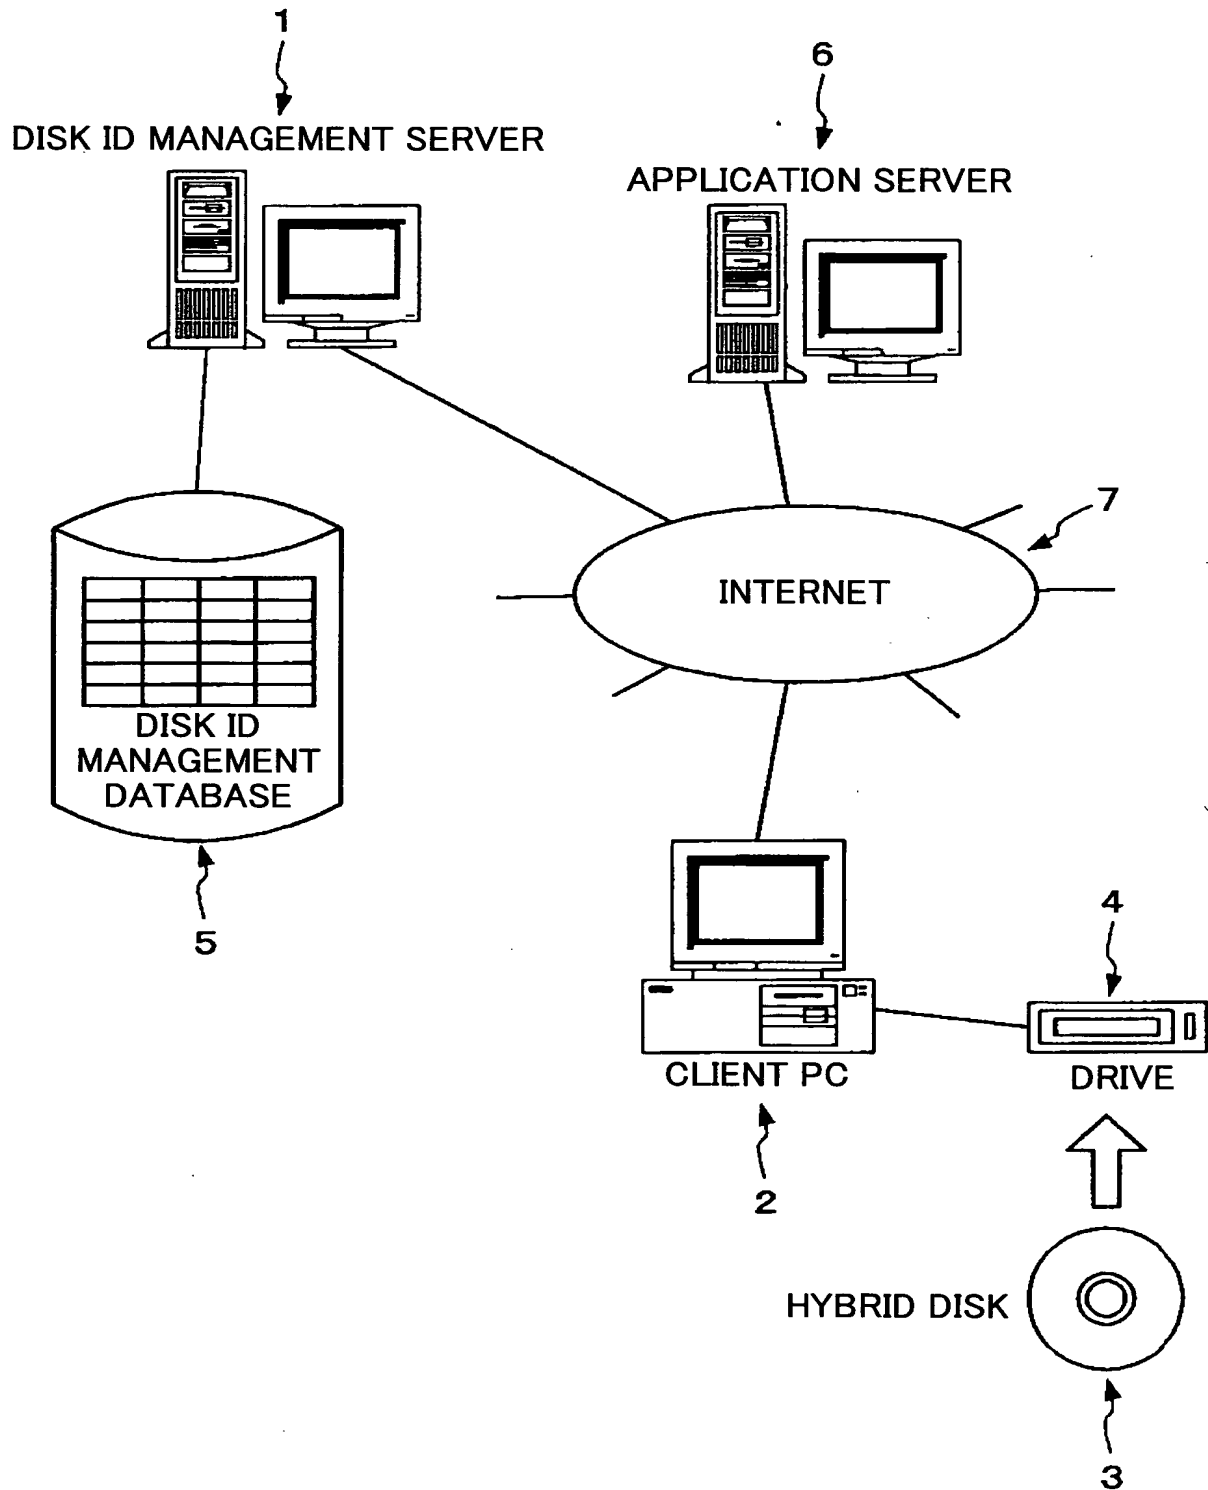 1
6
DISK ID MANAGEMENT SERVER
APPLICATION SERVER
7
INTERNET
DISK ID
MANAGEMENT
DATABASE
5
4
CLIENT PC
DRIVE
2
HYBRID DISK
3